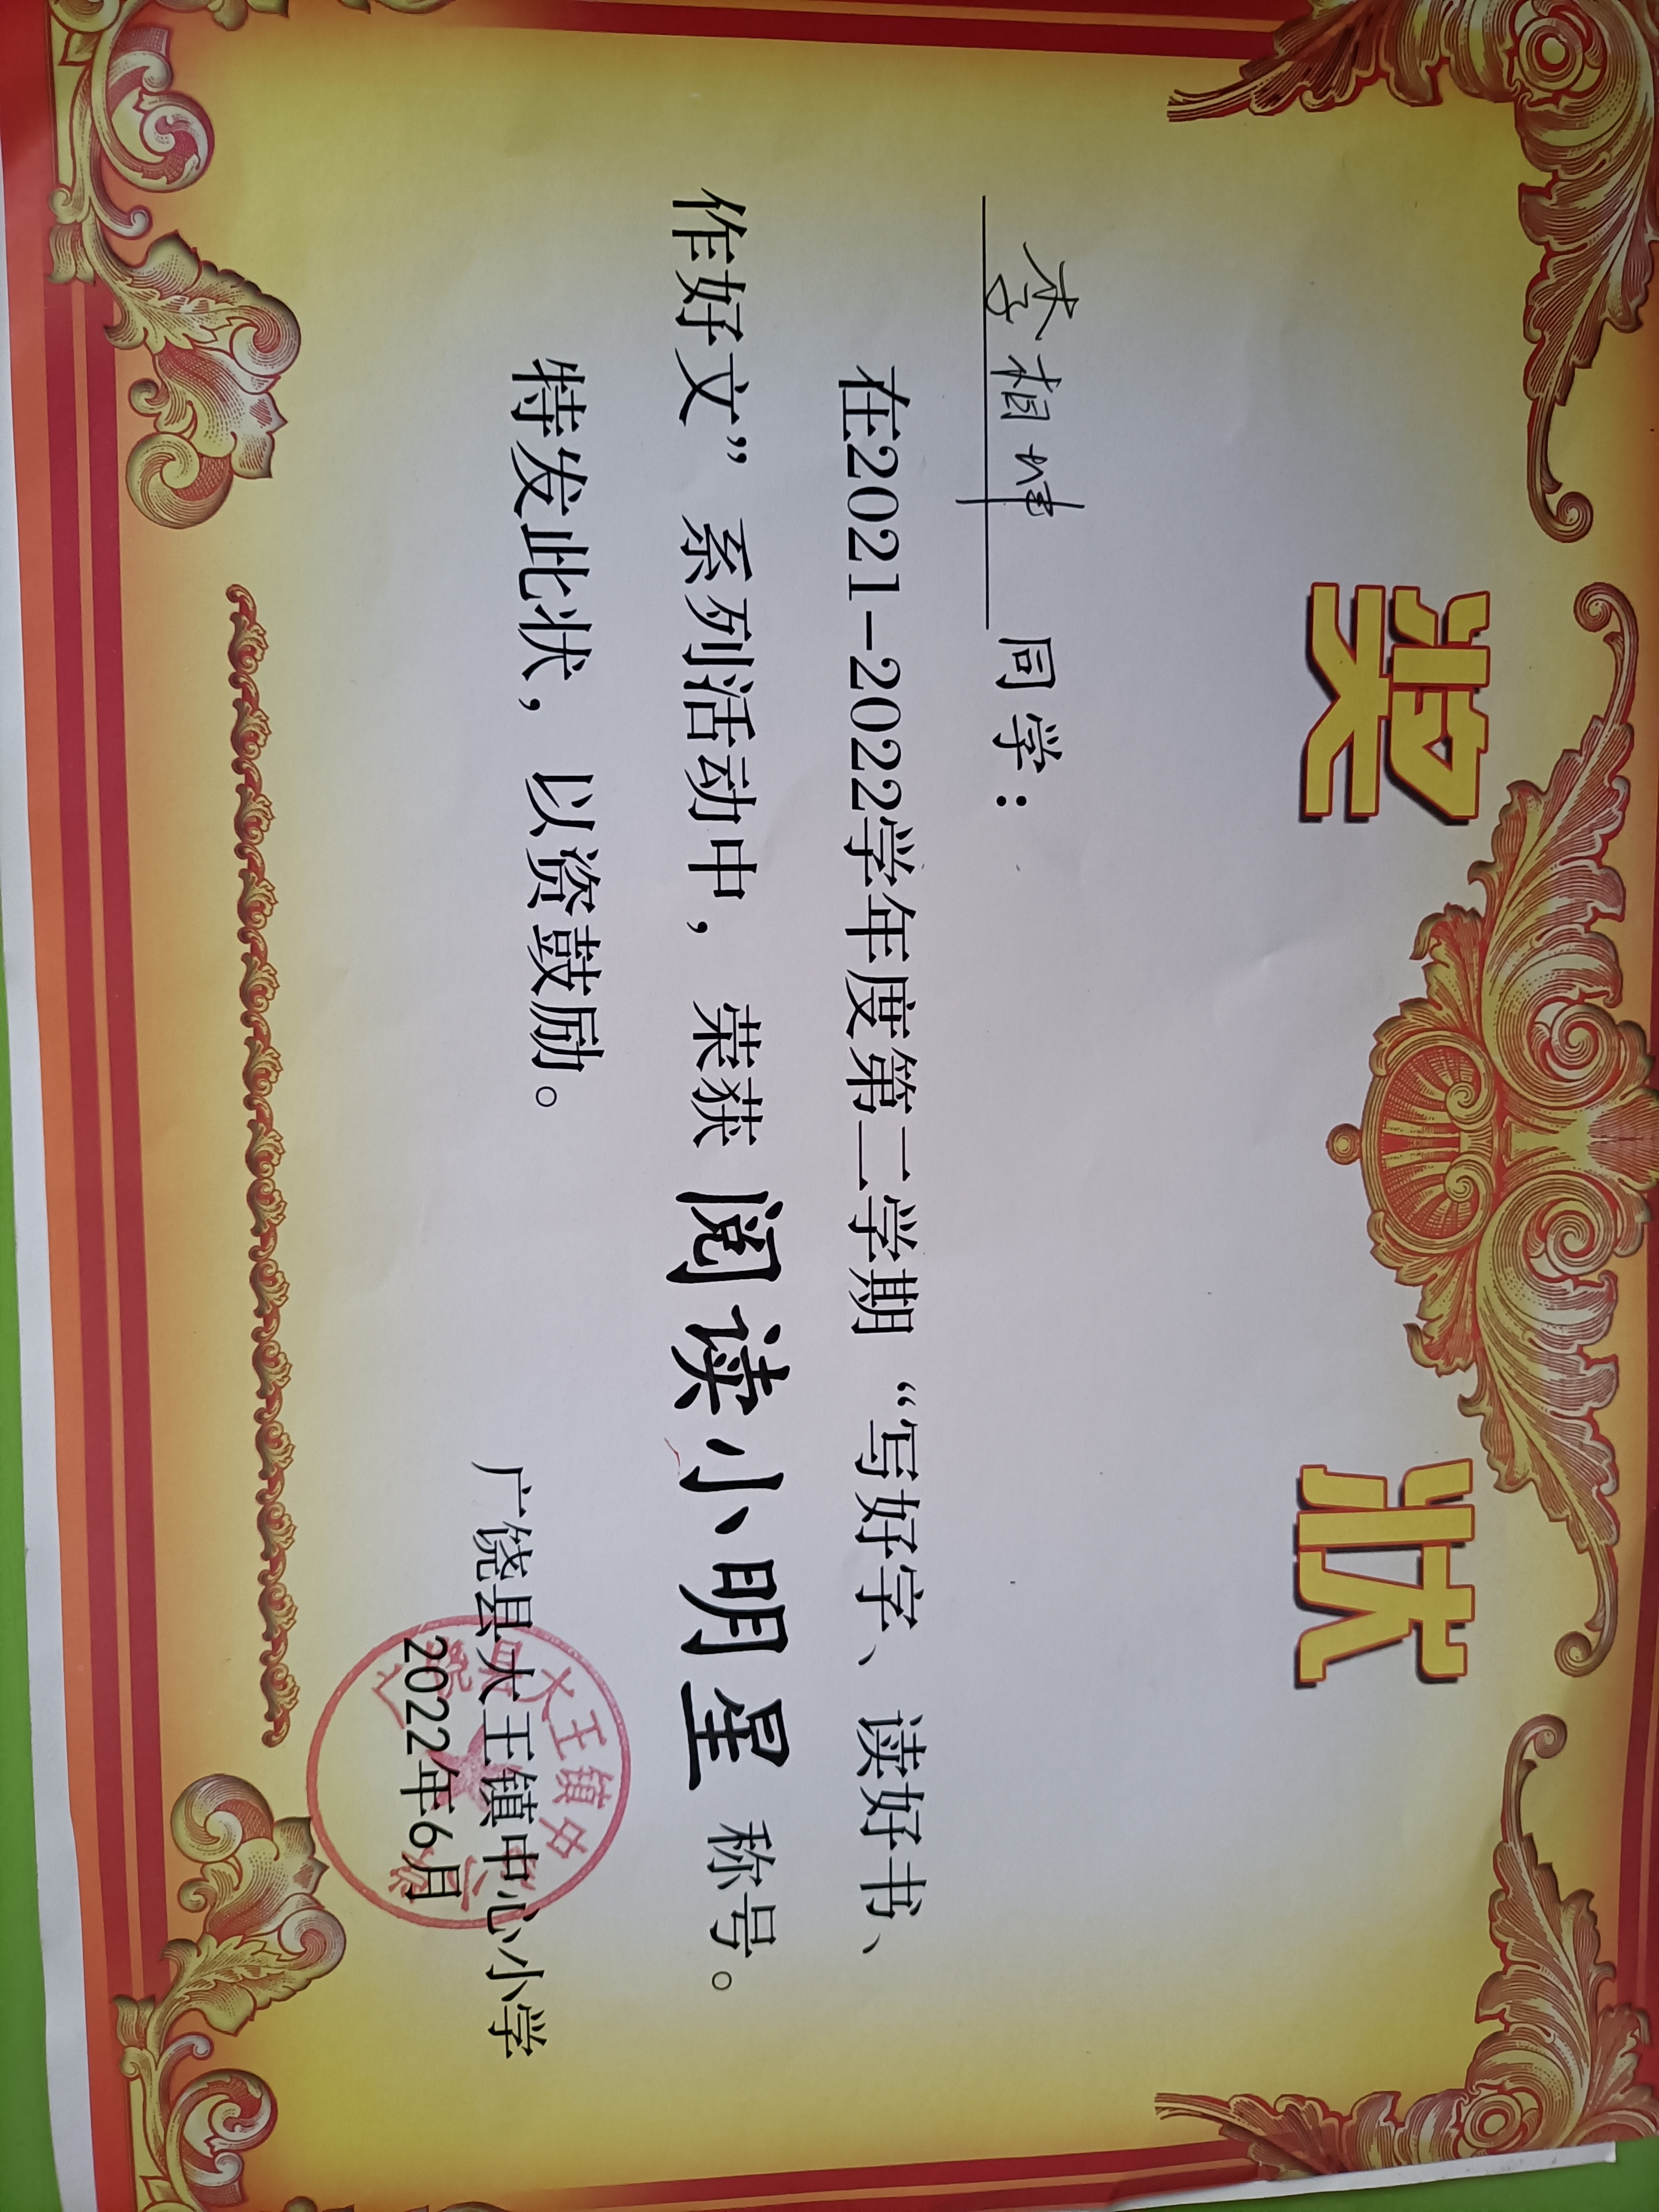 奖状
李相烨 同学：
在2021-2022学年度第二学期“写好字、读好书、
作好文”系列活动中，荣获 阅读小明星 称号。
特发此状，以资鼓励。
广饶县大王镇中心小学
2022年6月